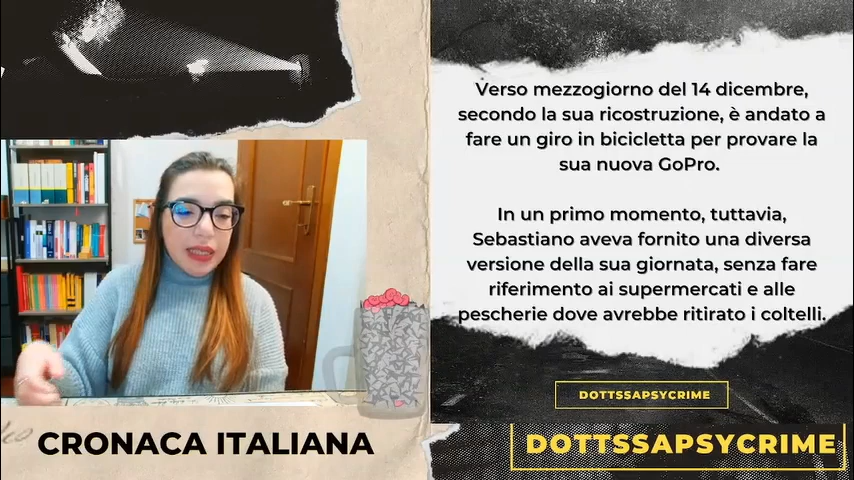 Verso mezzogiorno del 14 dicembre,
secondo la sua ricostruzione, è andato a
fare un giro in bicicletta per provare la
sua nuova GoPro.
In un primo momento, tuttavia,
Sebastiano aveva fornito una diversa
versione della sua giornata, senza fare
riferimento ai supermercati e alle
pescherie dove avrebbe ritirato i coltelli.
DOTTSSAPSYCRIME
CRONACA ITALIANA
DOTTSSAPSYCRIME